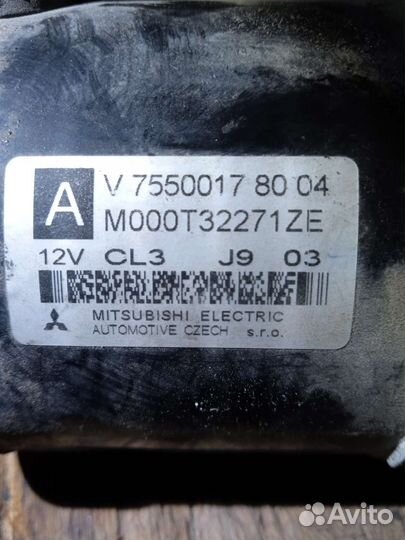 A V 7550017 80 04
M000T32271ZE
12V CL3 J9 03
MITSUBISHI ELECTRIC
AUTOMOTIVE CZECH s.r.o.
Avito